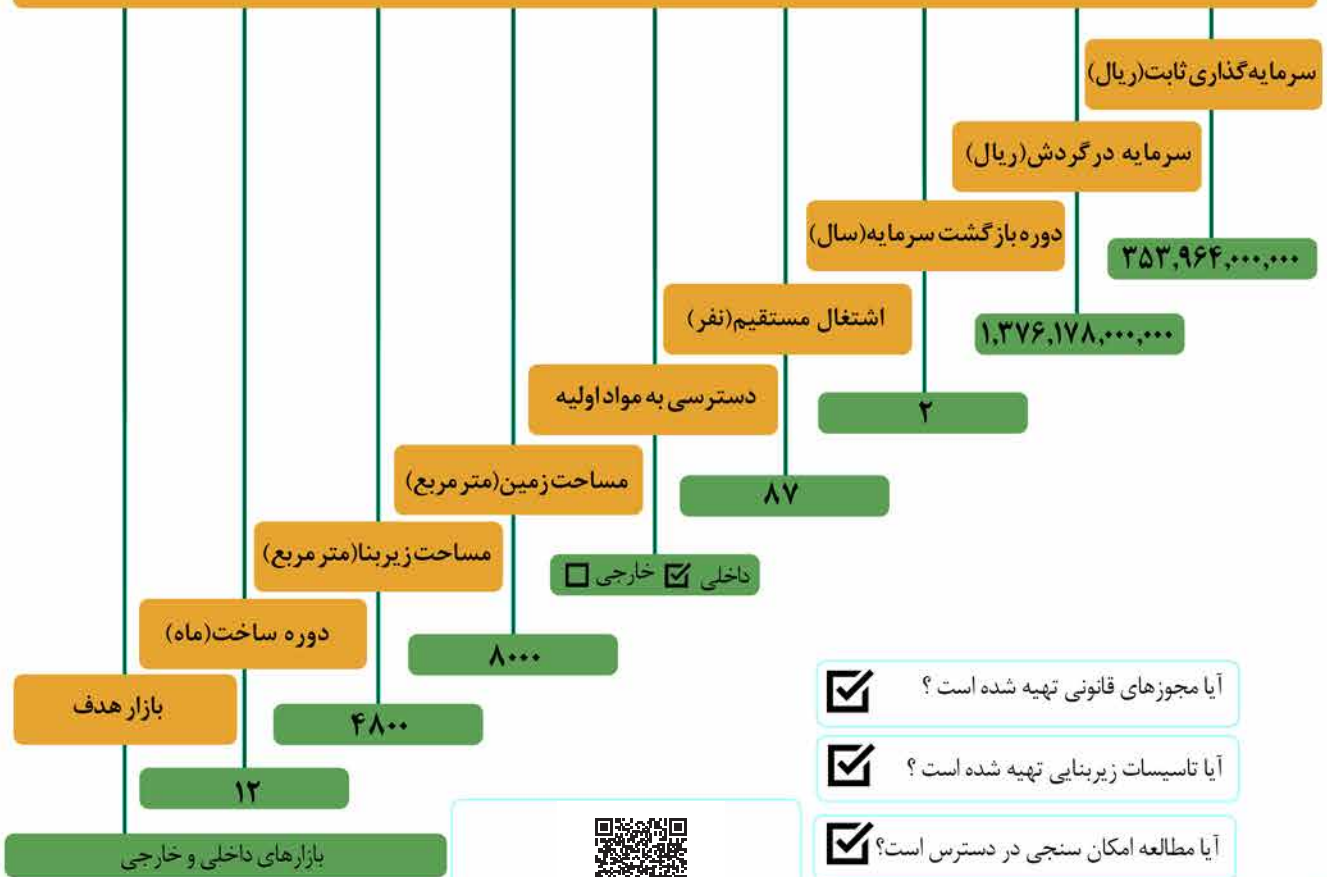 سرمایه‌گذاری ثابت(ریال)
۳۵۳,۹۶۴,۰۰۰,۰۰۰
سرمایه در گردش(ریال)
۱,۳۷۶,۱۷۸,۰۰۰,۰۰۰
دوره بازگشت سرمایه(سال)
۲
اشتغال مستقیم(نفر)
۸۷
دسترسی به مواد اولیه
داخلی ☑ خارجی ☐
مساحت زمین(متر مربع)
۸۰۰۰
مساحت زیربنا(متر مربع)
۴۸۰۰
دوره ساخت(ماه)
۱۲
بازار هدف
بازارهای داخلی و خارجی
آیا مجوزهای قانونی تهیه شده است ؟ ☑
آیا تاسیسات زیربنایی تهیه شده است ؟ ☑
آیا مطالعه امکان سنجی در دسترس است؟ ☑